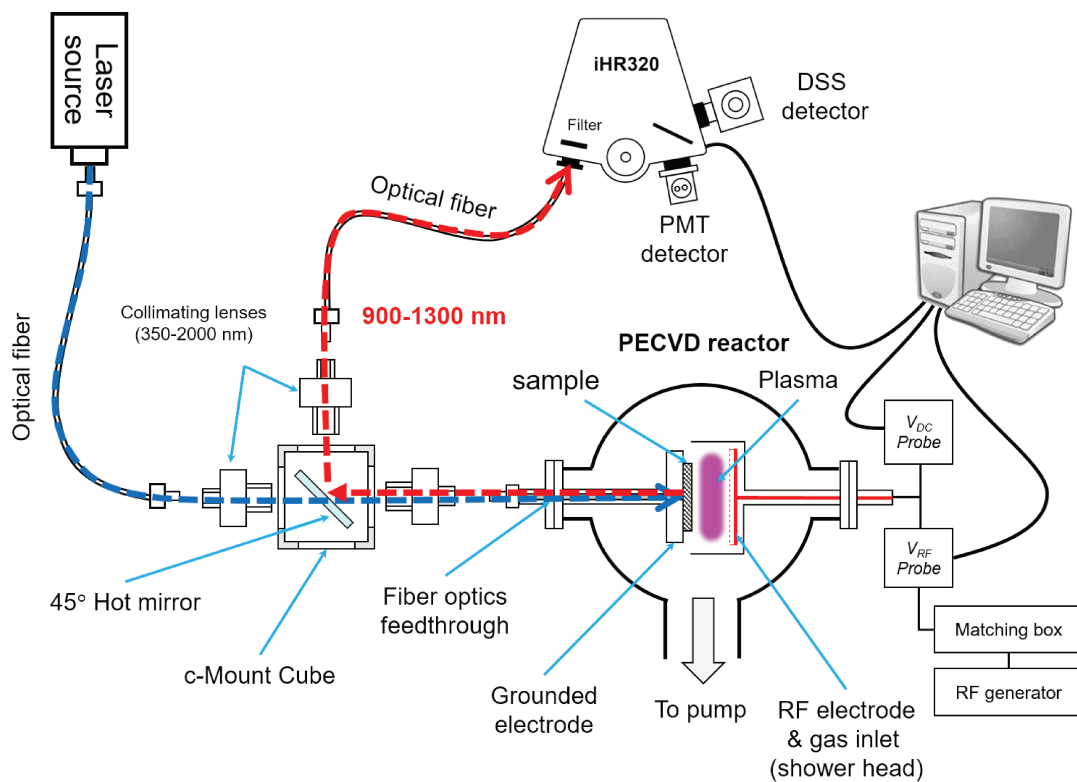 Laser
source
iHR320
Filter
DSS
detector
PMT
detector
Optical fiber
Optical fiber
Collimating lenses
(350-2000 nm)
900-1300 nm
PECVD reactor
sample
Plasma
V_DC
Probe
V_RF
Probe
Matching box
RF generator
45° Hot mirror
c-Mount Cube
Fiber optics
feedthrough
Grounded
electrode
To pump
RF electrode
& gas inlet
(shower head)